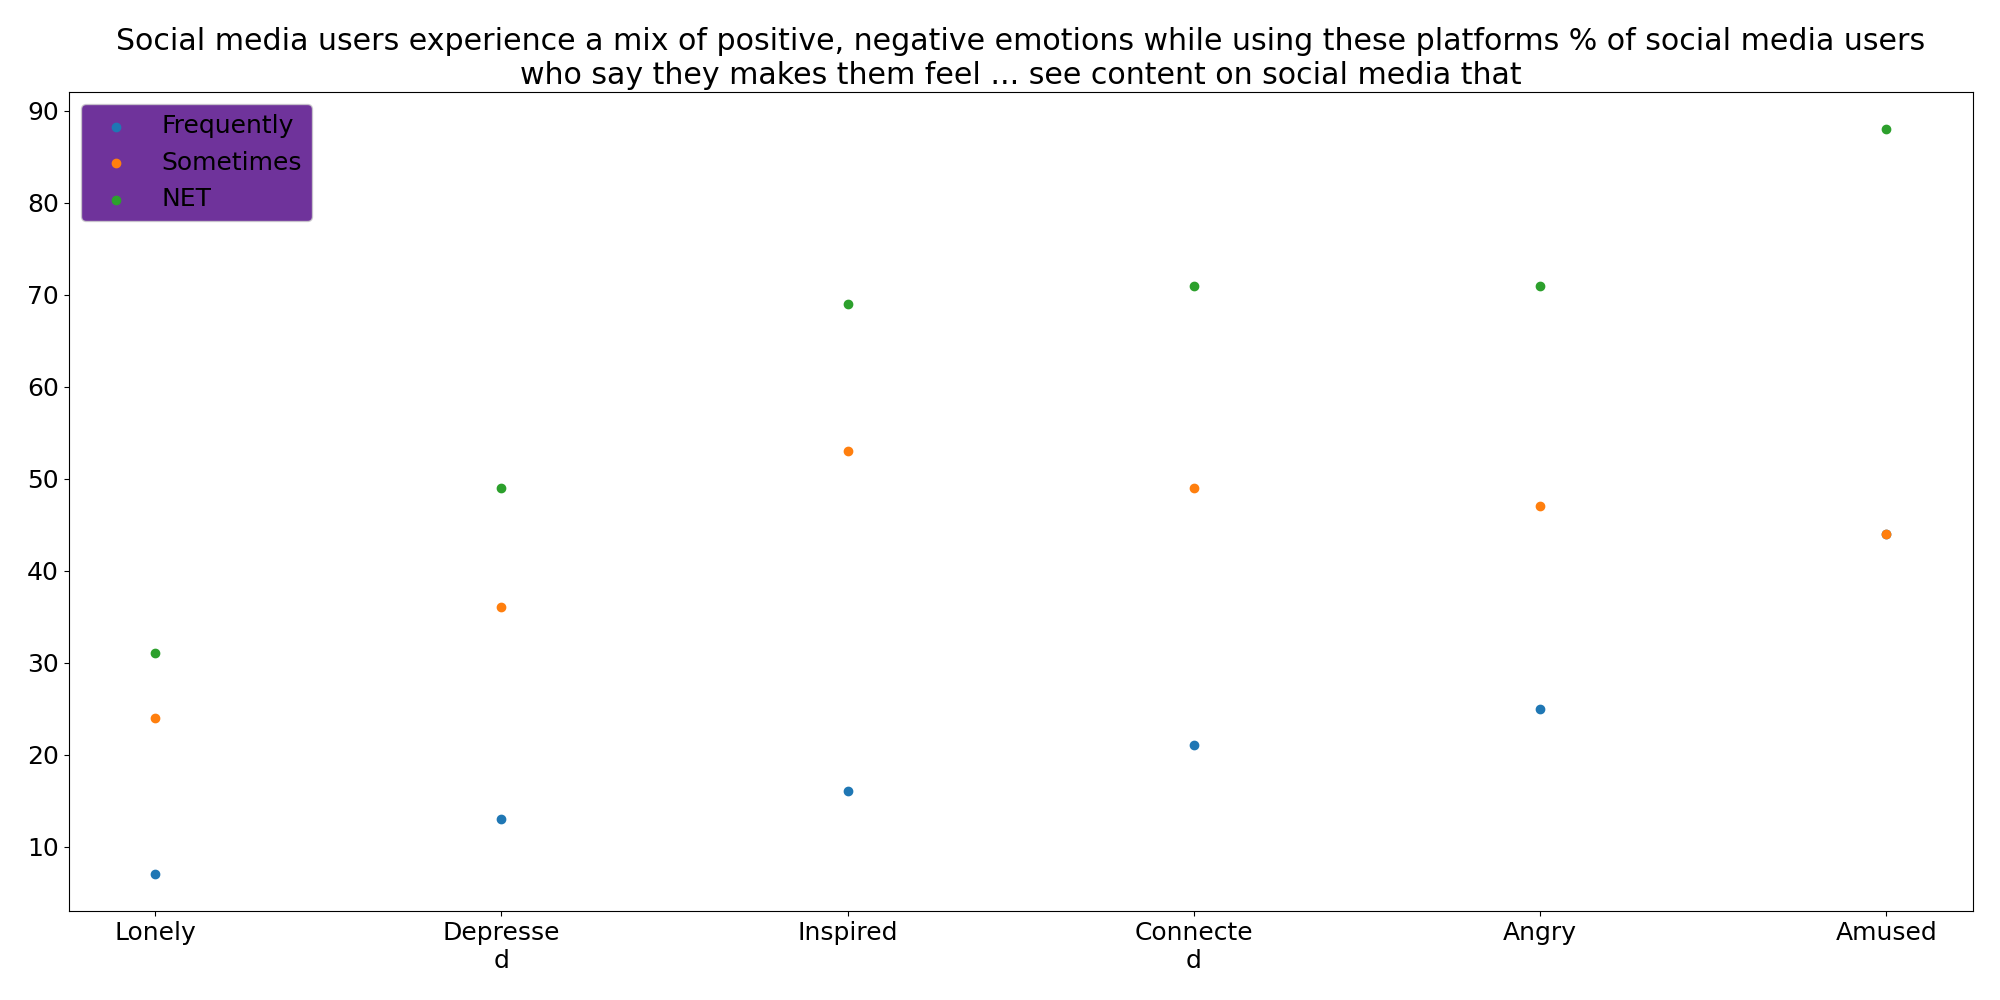 Social media users experience a mix of positive, negative emotions while using these platforms % of social media users
who say they makes them feel ... see content on social media that
90
80
70
60
50
40
30
20
10
Frequently
Sometimes
NET
Lonely
Depresse
d
Inspired
Connecte
d
Angry
Amused